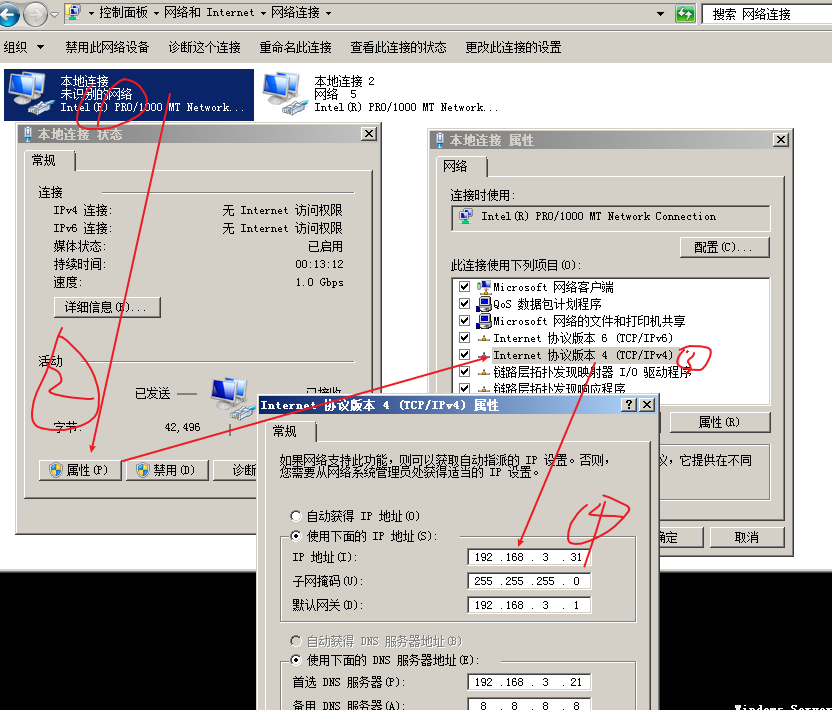 控制面板 网络和 Internet 网络连接
搜索 网络连接
组织 禁用此网络设备 诊断这个连接 重命名此连接 查看此连接的状态 更改此连接的设置
本地连接
未识别的网络
Intel(R) PRO/1000 MT Network...
本地连接 2
网络 5
Intel(R) PRO/1000 MT Network...
1
本地连接 状态
常规
连接
IPv4 连接: 无 Internet 访问权限
IPv6 连接: 无 Internet 访问权限
媒体状态: 已启用
持续时间: 00:13:12
速度: 1.0 Gbps
详细信息(E)...
活动
2
已发送 — 已接收
字节: 42,496
属性(P) 禁用(D) 诊断
本地连接 属性
网络
连接时使用:
Intel(R) PRO/1000 MT Network Connection
配置(C)...
此连接使用下列项目(O):
Microsoft 网络客户端
QoS 数据包计划程序
Microsoft 网络的文件和打印机共享
Internet 协议版本 6 (TCP/IPv6)
Internet 协议版本 4 (TCP/IPv4)
3
链路层拓扑发现映射器 I/O 驱动程序
链路层拓扑发现响应程序
属性(R)
议，它提供在不同
确定 取消
Internet 协议版本 4 (TCP/IPv4) 属性
常规
如果网络支持此功能，则可以获取自动指派的 IP 设置。否则，
您需要从网络系统管理员处获得适当的 IP 设置。
自动获得 IP 地址(O)
使用下面的 IP 地址(S):
4
IP 地址(I): 192 .168 . 3 . 31
子网掩码(U): 255 .255 .255 . 0
默认网关(D): 192 .168 . 3 . 1
自动获得 DNS 服务器地址(B)
使用下面的 DNS 服务器地址(E):
首选 DNS 服务器(P): 192 .168 . 3 . 21
备用 DNS 服务器(A): 8 . 8 . 8 . 8
Windows Server